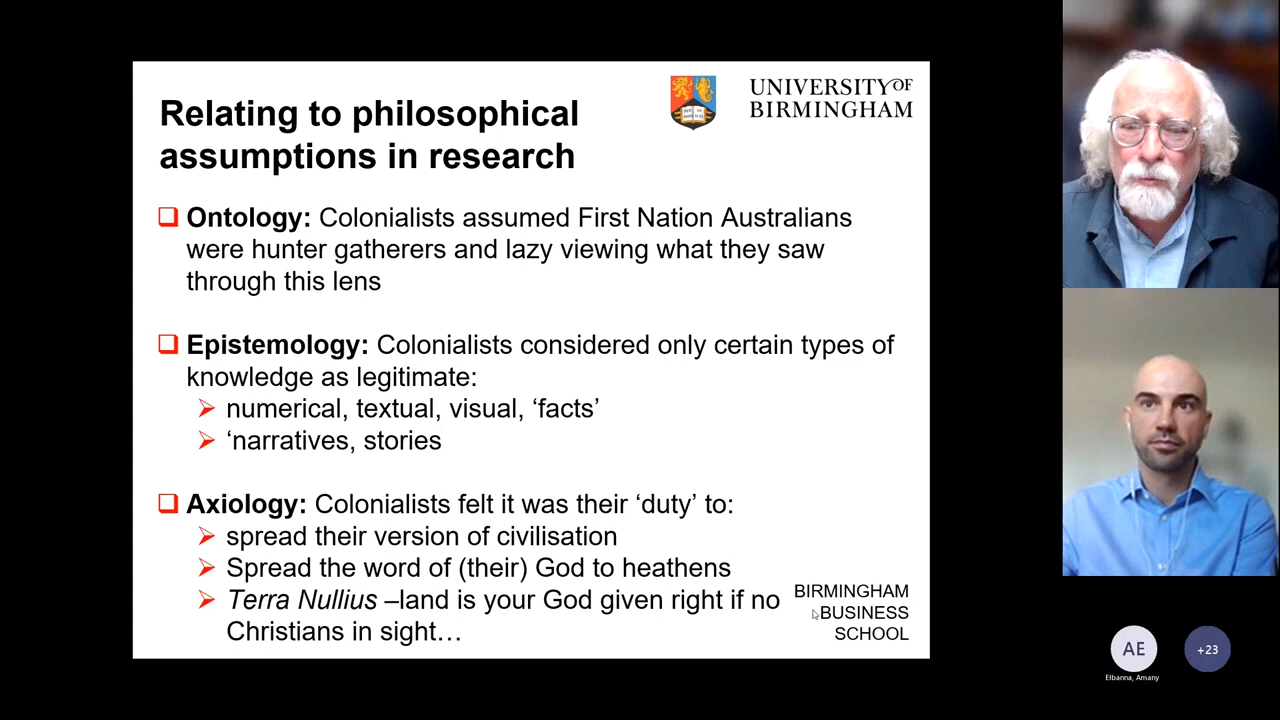 Relating to philosophical
assumptions in research
UNIVERSITY OF
BIRMINGHAM
Ontology: Colonialists assumed First Nation Australians
were hunter gatherers and lazy viewing what they saw
through this lens
Epistemology: Colonialists considered only certain types of
knowledge as legitimate:
numerical, textual, visual, ‘facts’
‘narratives, stories
Axiology: Colonialists felt it was their ‘duty’ to:
spread their version of civilisation
Spread the word of (their) God to heathens
Terra Nullius –land is your God given right if no
Christians in sight…
BIRMINGHAM
BUSINESS
SCHOOL
AE
+23
Elbanna, Amany